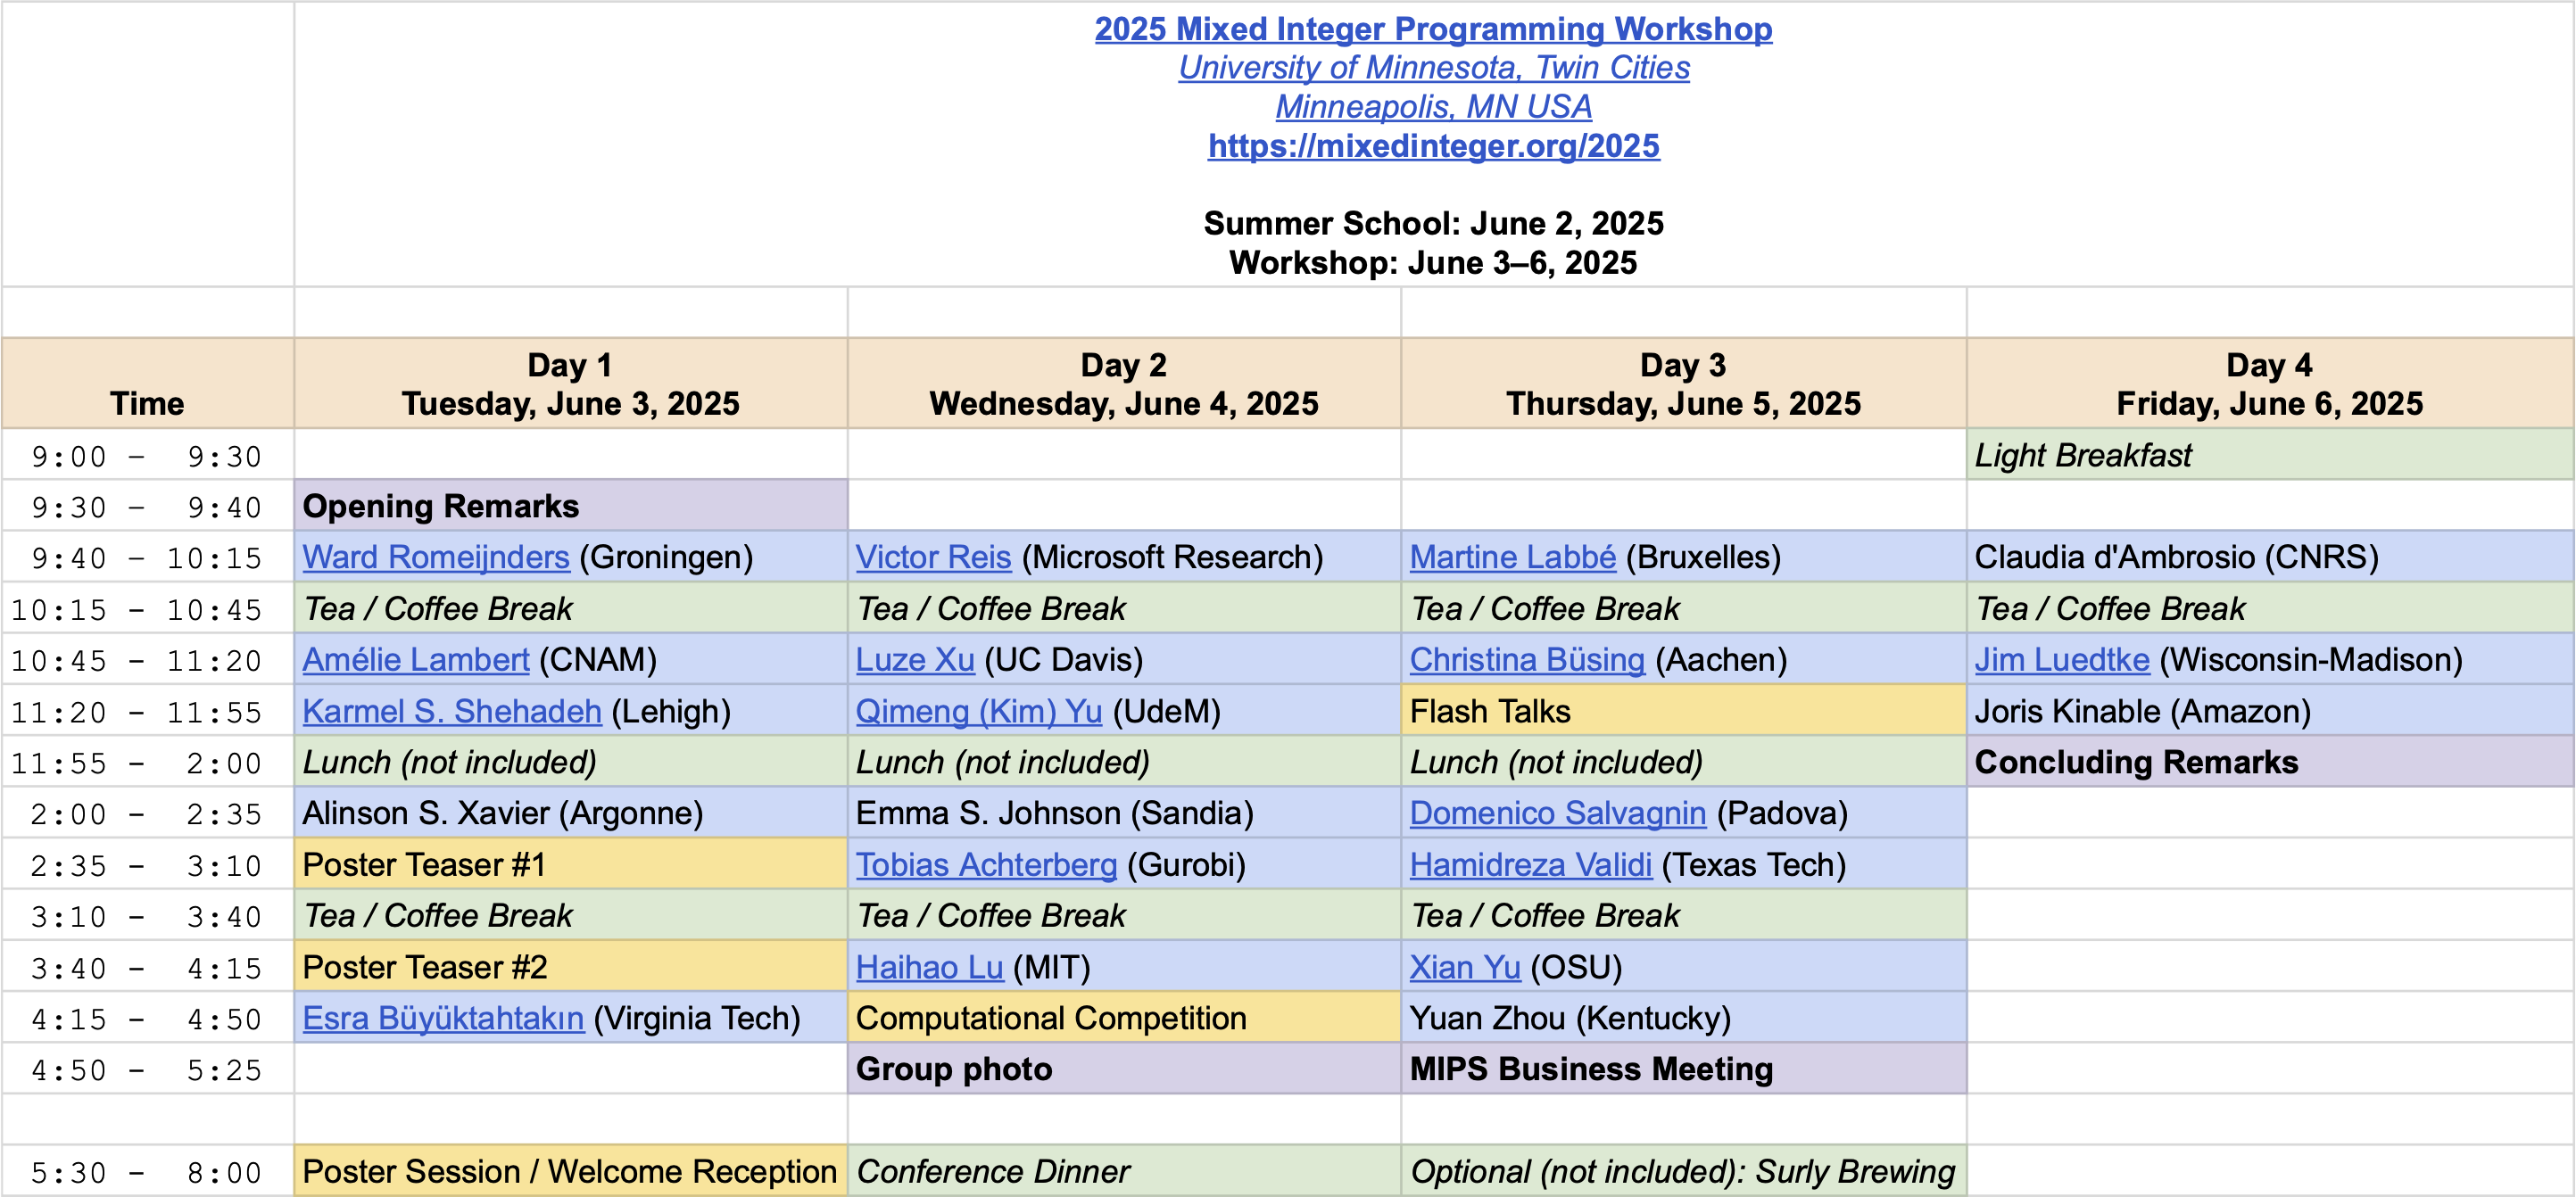 2025 Mixed Integer Programming Workshop
University of Minnesota, Twin Cities
Minneapolis, MN USA
https://mixedinteger.org/2025
Summer School: June 2, 2025
Workshop: June 3–6, 2025
Time
Day 1
Tuesday, June 3, 2025
Day 2
Wednesday, June 4, 2025
Day 3
Thursday, June 5, 2025
Day 4
Friday, June 6, 2025
9:00 – 9:30
Light Breakfast
9:30 – 9:40
Opening Remarks
9:40 – 10:15
Ward Romeijnders (Groningen)
Victor Reis (Microsoft Research)
Martine Labbé (Bruxelles)
Claudia d'Ambrosio (CNRS)
10:15 – 10:45
Tea / Coffee Break
Tea / Coffee Break
Tea / Coffee Break
Tea / Coffee Break
10:45 – 11:20
Amélie Lambert (CNAM)
Luze Xu (UC Davis)
Christina Büsing (Aachen)
Jim Luedtke (Wisconsin-Madison)
11:20 – 11:55
Karmel S. Shehadeh (Lehigh)
Qimeng (Kim) Yu (UdeM)
Flash Talks
Joris Kinable (Amazon)
11:55 – 2:00
Lunch (not included)
Lunch (not included)
Lunch (not included)
Concluding Remarks
2:00 – 2:35
Alinson S. Xavier (Argonne)
Emma S. Johnson (Sandia)
Domenico Salvagnin (Padova)
2:35 – 3:10
Poster Teaser #1
Tobias Achterberg (Gurobi)
Hamidreza Validi (Texas Tech)
3:10 – 3:40
Tea / Coffee Break
Tea / Coffee Break
Tea / Coffee Break
3:40 – 4:15
Poster Teaser #2
Haihao Lu (MIT)
Xian Yu (OSU)
4:15 – 4:50
Esra Büyüktahtakın (Virginia Tech)
Computational Competition
Yuan Zhou (Kentucky)
4:50 – 5:25
Group photo
MIPS Business Meeting
5:30 – 8:00
Poster Session / Welcome Reception
Conference Dinner
Optional (not included): Surly Brewing